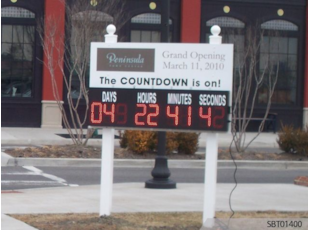 Peninsula
Grand Opening
March 11, 2010
The COUNTDOWN is on!
DAYS HOURS MINUTES SECONDS
04 22 41 42
SBT01400